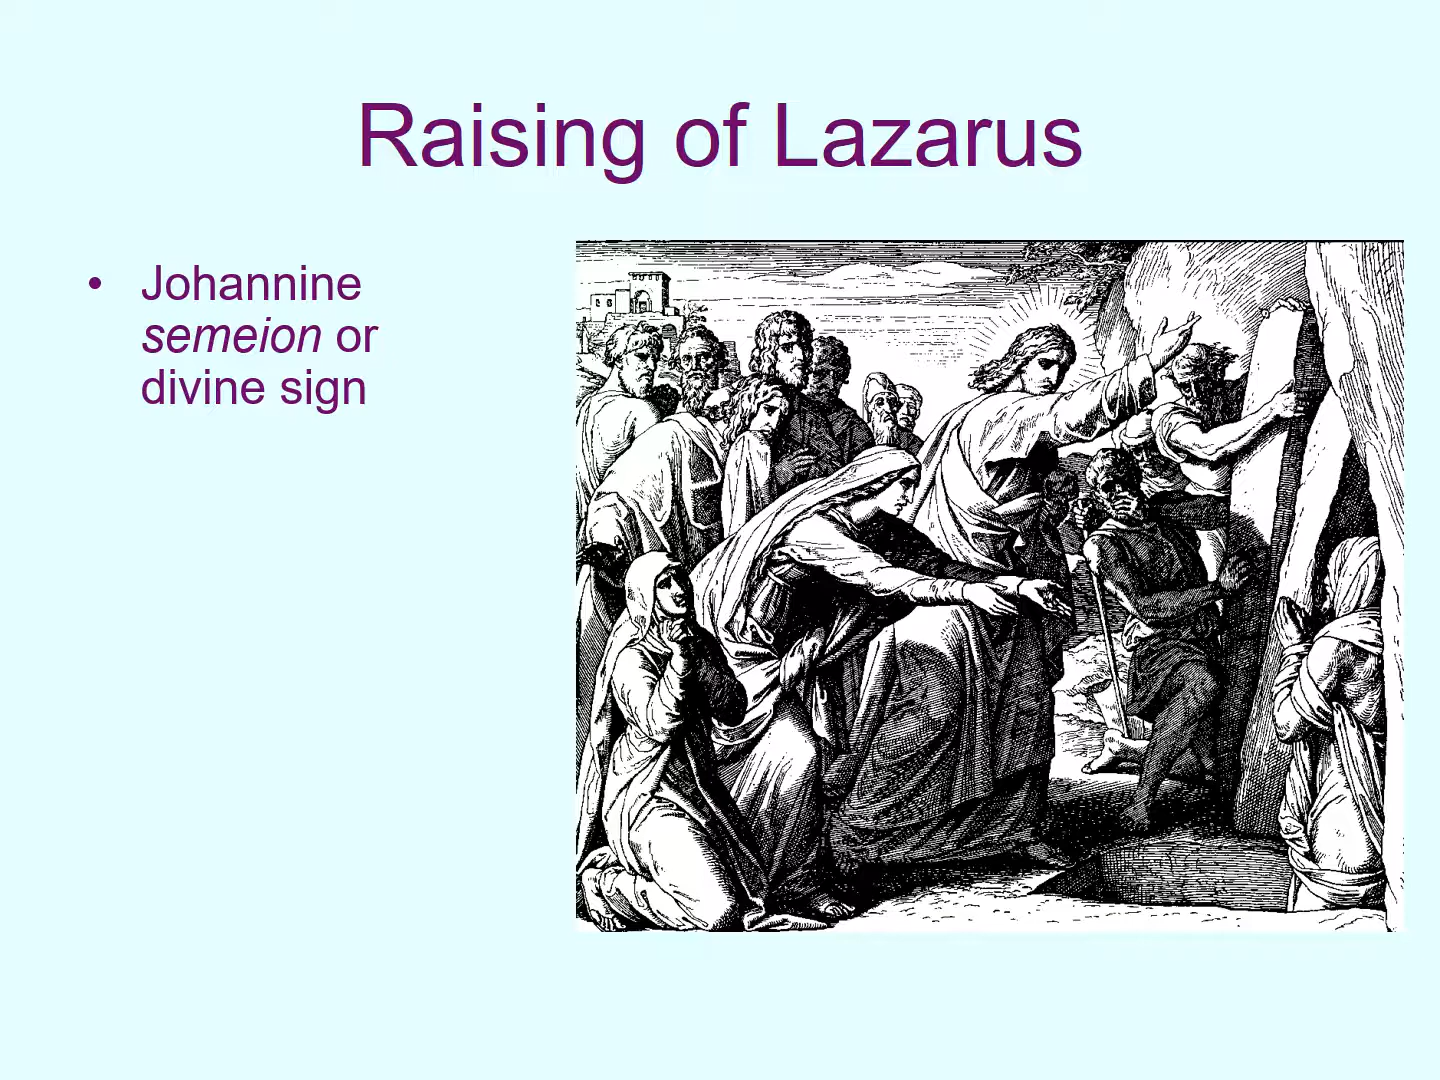 Raising of Lazarus
• Johannine
semeion or
divine sign